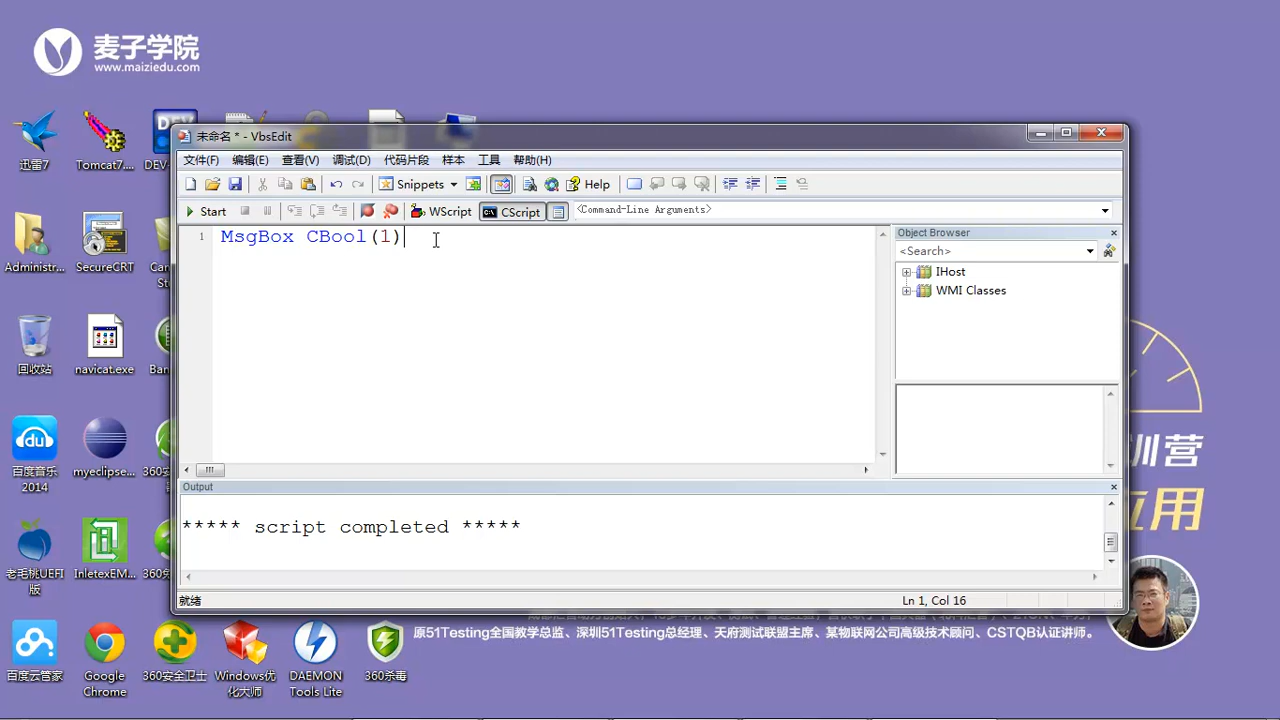 麦子学院
www.maiziedu.com
迅雷7
Tomcat7....
DEV
DEV-
未命名 * - VbsEdit
文件(F) 编辑(E) 查看(V) 调试(D) 代码片段 样本 工具 帮助(H)
Snippets Help
Start WScript CScript <Command-Line Arguments>
1 MsgBox CBool(1)
Object Browser
<Search>
IHost
WMI Classes
Administr...
SecureCRT
回收站
navicat.exe
百度音乐
2014
myeclipse...
训营
应用
Output
***** script completed *****
老毛桃UEFI
版
InletexEM...
就绪
Ln 1, Col 16
原51Testing全国教学总监、深圳51Testing总经理、天府测试联盟主席、某物联网公司高级技术顾问、CSTQB认证讲师。
百度云管家
Google
Chrome
360安全卫士
Windows优
化大师
DAEMON
Tools Lite
360杀毒